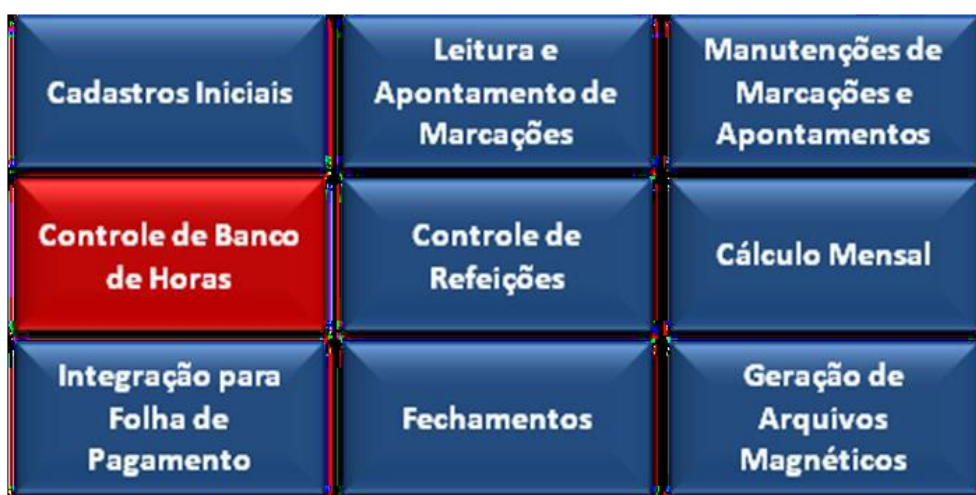 Cadastros Iniciais
Leitura e
Apontamento de
Marcações
Manutenções de
Marcações e
Apontamentos
Controle de Banco
de Horas
Controle de
Refeições
Cálculo Mensal
Integração para
Folha de
Pagamento
Fechamentos
Geração de
Arquivos
Magnéticos